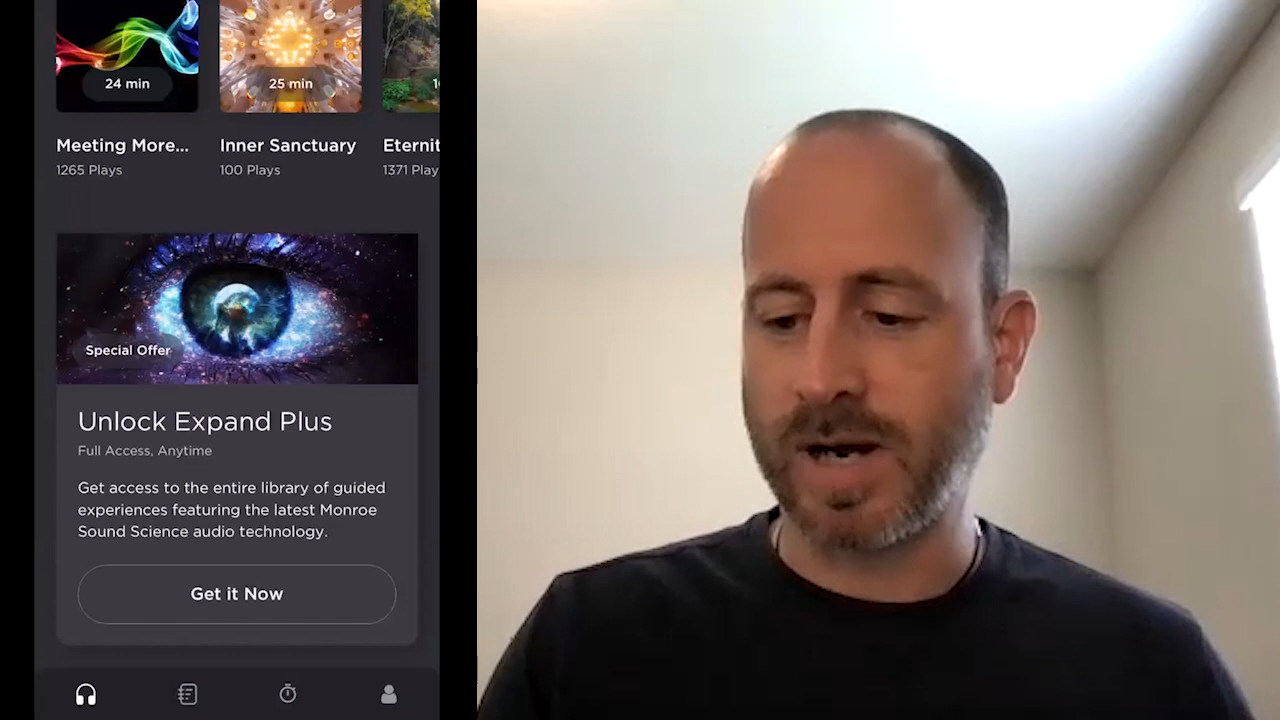 24 min
25 min
Meeting More...
Inner Sanctuary
Eternit
1265 Plays
100 Plays
1371 Play
Special Offer
Unlock Expand Plus
Full Access, Anytime
Get access to the entire library of guided
experiences featuring the latest Monroe
Sound Science audio technology.
Get it Now